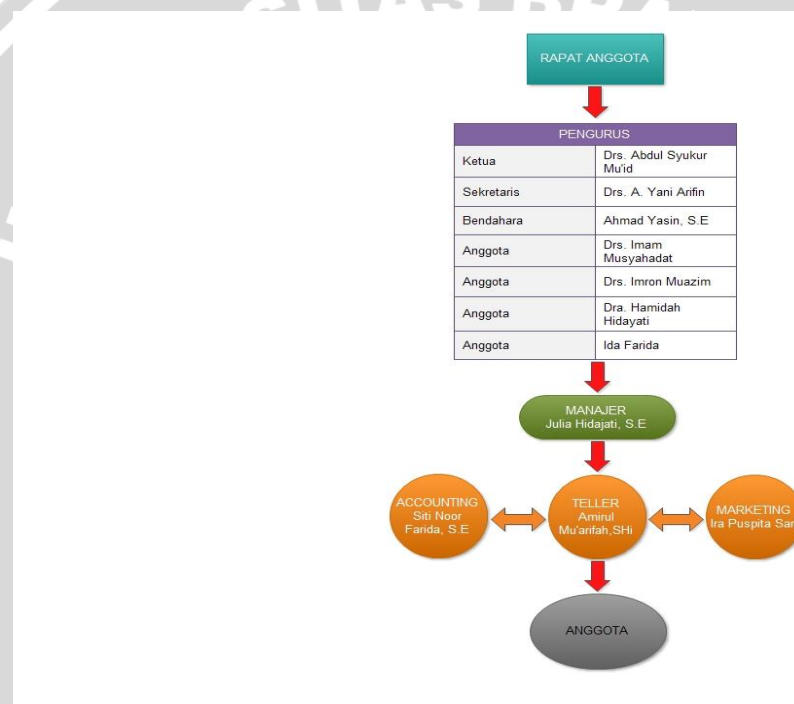 RAPAT ANGGOTA
PENGURUS
Ketua
Drs. Abdul Syukur
Mu'id
Sekretaris
Drs. A. Yani Arifin
Bendahara
Ahmad Yasin, S.E
Anggota
Drs. Imam
Musyahadat
Anggota
Drs. Imron Muazim
Anggota
Dra. Hamidah
Hidayati
Anggota
Ida Farida
MANAJER
Julia Hidajati, S.E
ACCOUNTING
Siti Noor
Farida, S.E
TELLER
Amirul
Mu'arifah,SHi
MARKETING
Ira Puspita
ANGGOTA